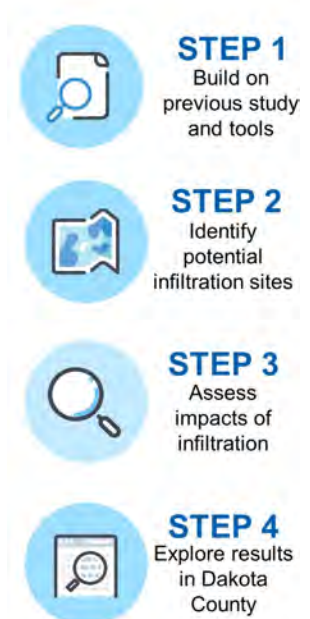 STEP 1
Build on
previous study
and tools
STEP 2
Identify
potential
infiltration sites
STEP 3
Assess
impacts of
infiltration
STEP 4
Explore results
in Dakota
County